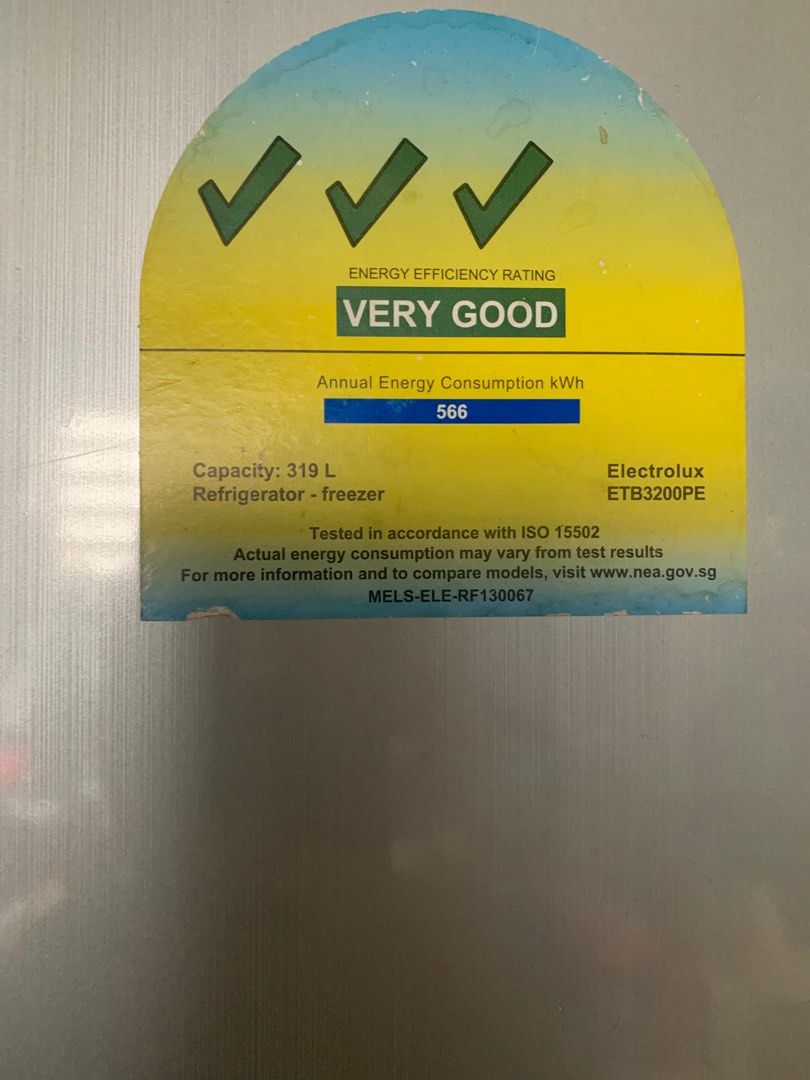 ENERGY EFFICIENCY RATING
VERY GOOD
Annual Energy Consumption kWh
566
Capacity: 319 L
Refrigerator - freezer
Electrolux
ETB3200PE
Tested in accordance with ISO 15502
Actual energy consumption may vary from test results
For more information and to compare models, visit www.nea.gov.sg
MELS-ELE-RF130067